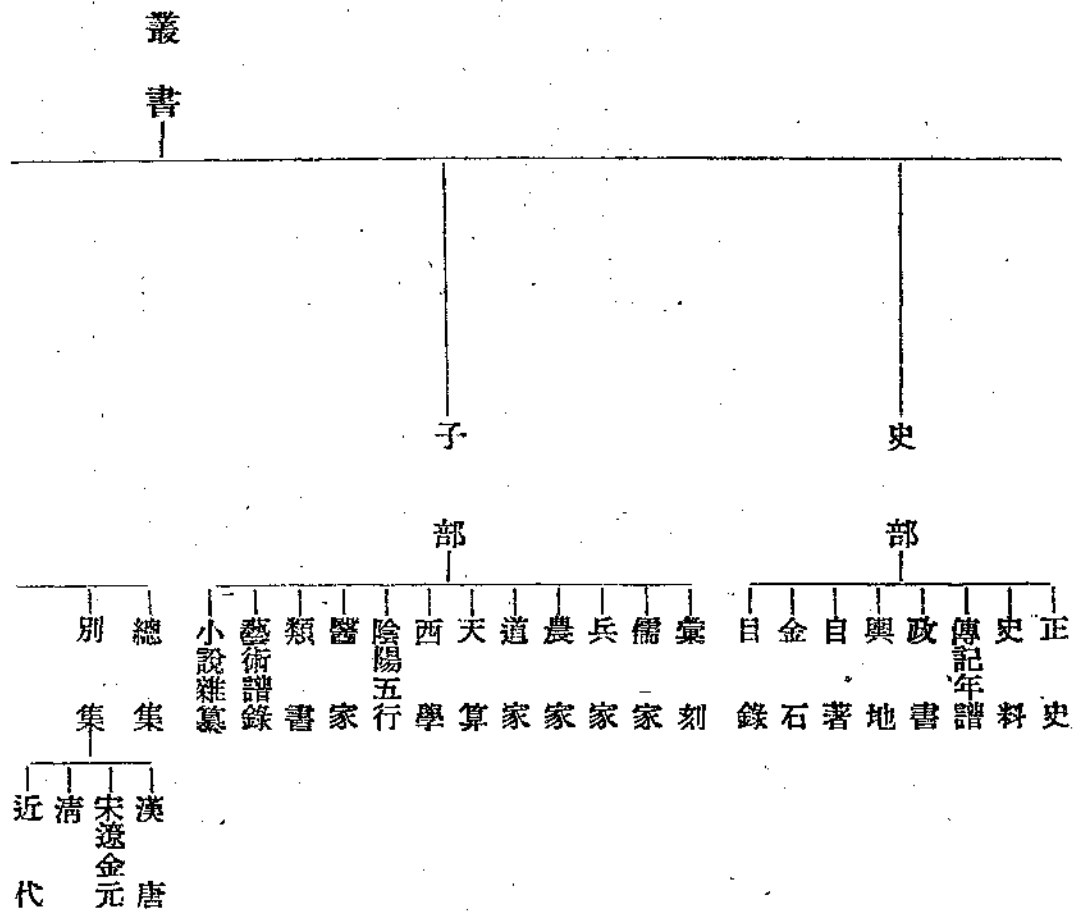 叢書
史部
正史
史料
傳記年譜
政書
輿地
自著
金石
目錄
子部
彙刻
儒家
兵家
農家
道家
天算
西學
陰陽五行
醫家
類書
藝術譜錄
小說雜纂
總集
別集
漢唐
宋遼金元
清
近代